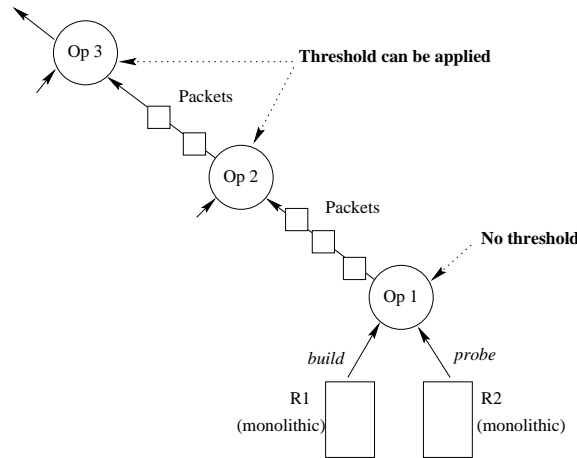 Op 3
Threshold can be applied
Packets
Op 2
Packets
No threshold
Op 1
build
probe
R1
(monolithic)
R2
(monolithic)